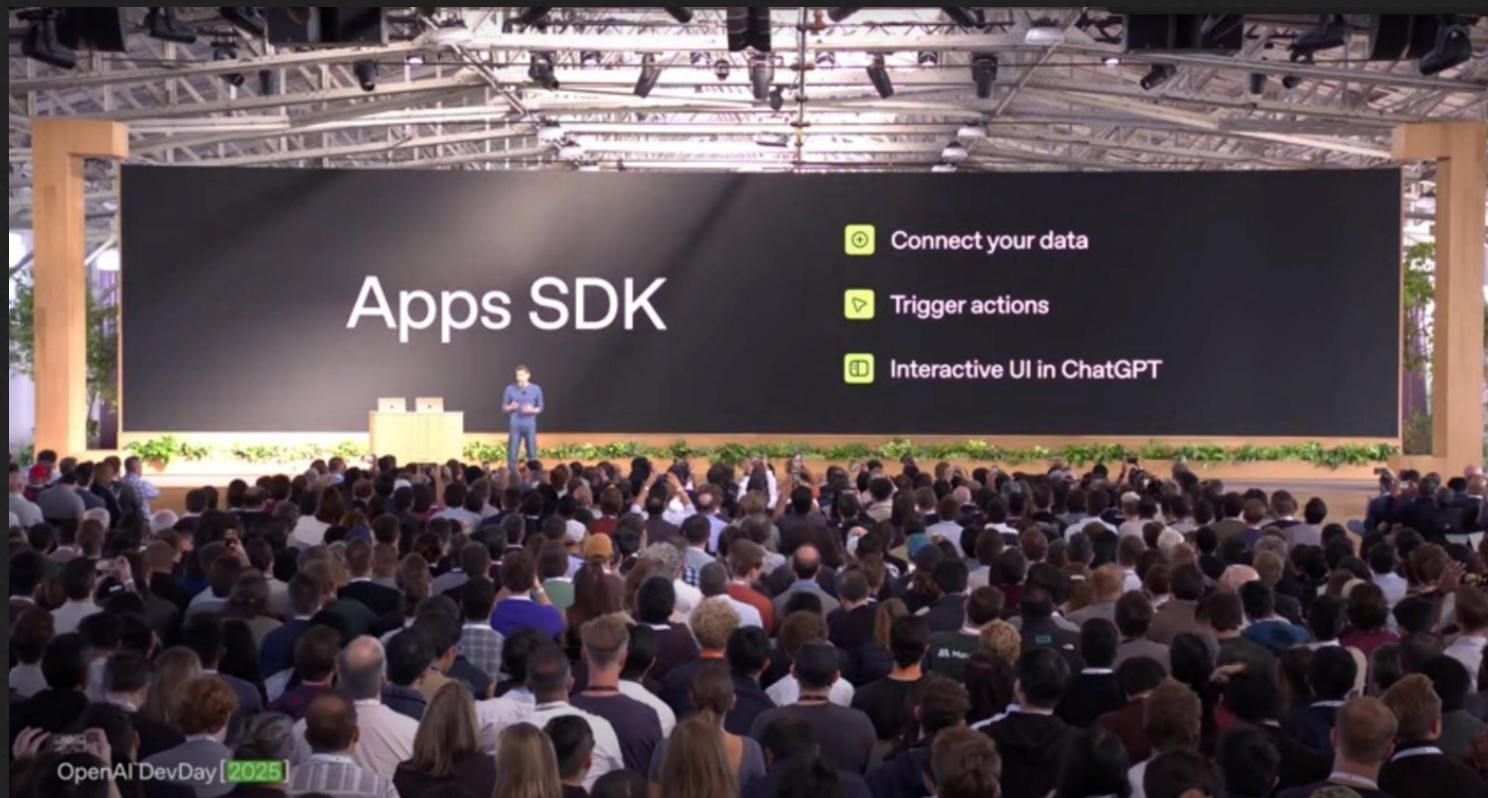 Apps SDK
Connect your data
Trigger actions
Interactive UI in ChatGPT
OpenAI DevDay [2025]